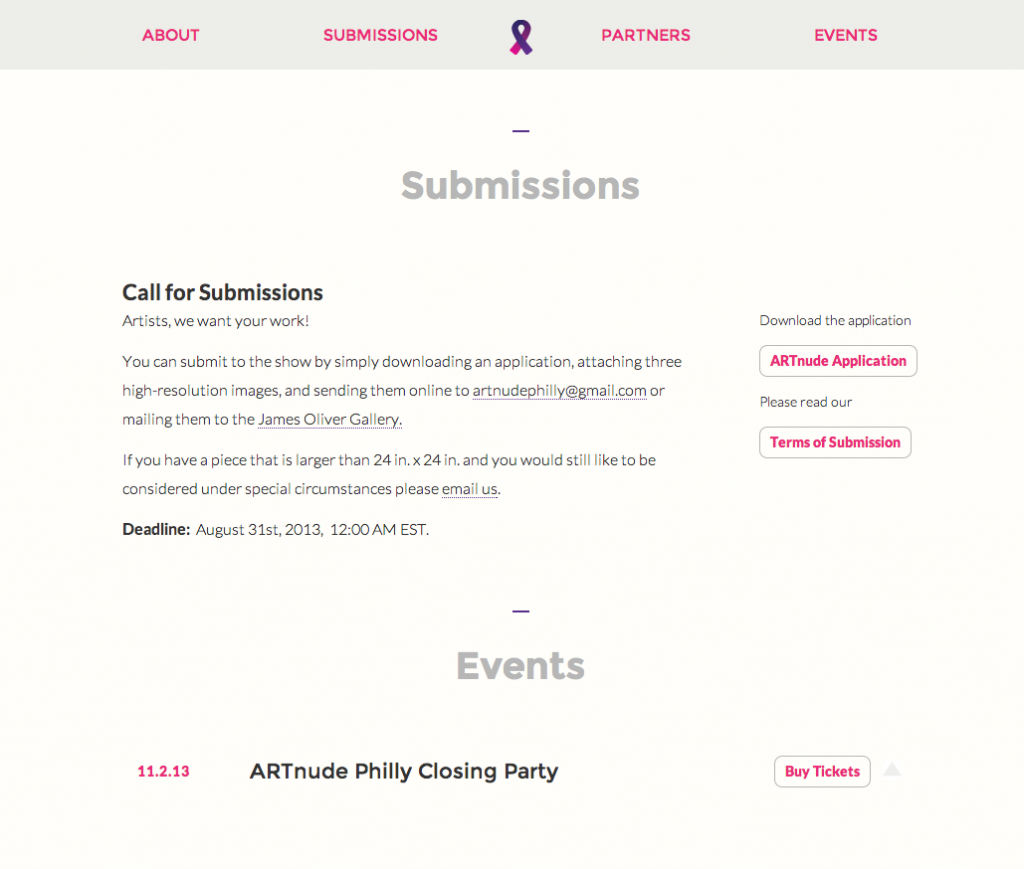 ABOUT SUBMISSIONS PARTNERS EVENTS
Submissions
Call for Submissions
Artists, we want your work!
You can submit to the show by simply downloading an application, attaching three
high-resolution images, and sending them online to artnudephilly@gmail.com or
mailing them to the James Oliver Gallery.
If you have a piece that is larger than 24 in. x 24 in. and you would still like to be
considered under special circumstances please email us.
Deadline: August 31st, 2013, 12:00 AM EST.
Download the application
ARTnude Application
Please read our
Terms of Submission
Events
11.2.13 ARTnude Philly Closing Party Buy Tickets